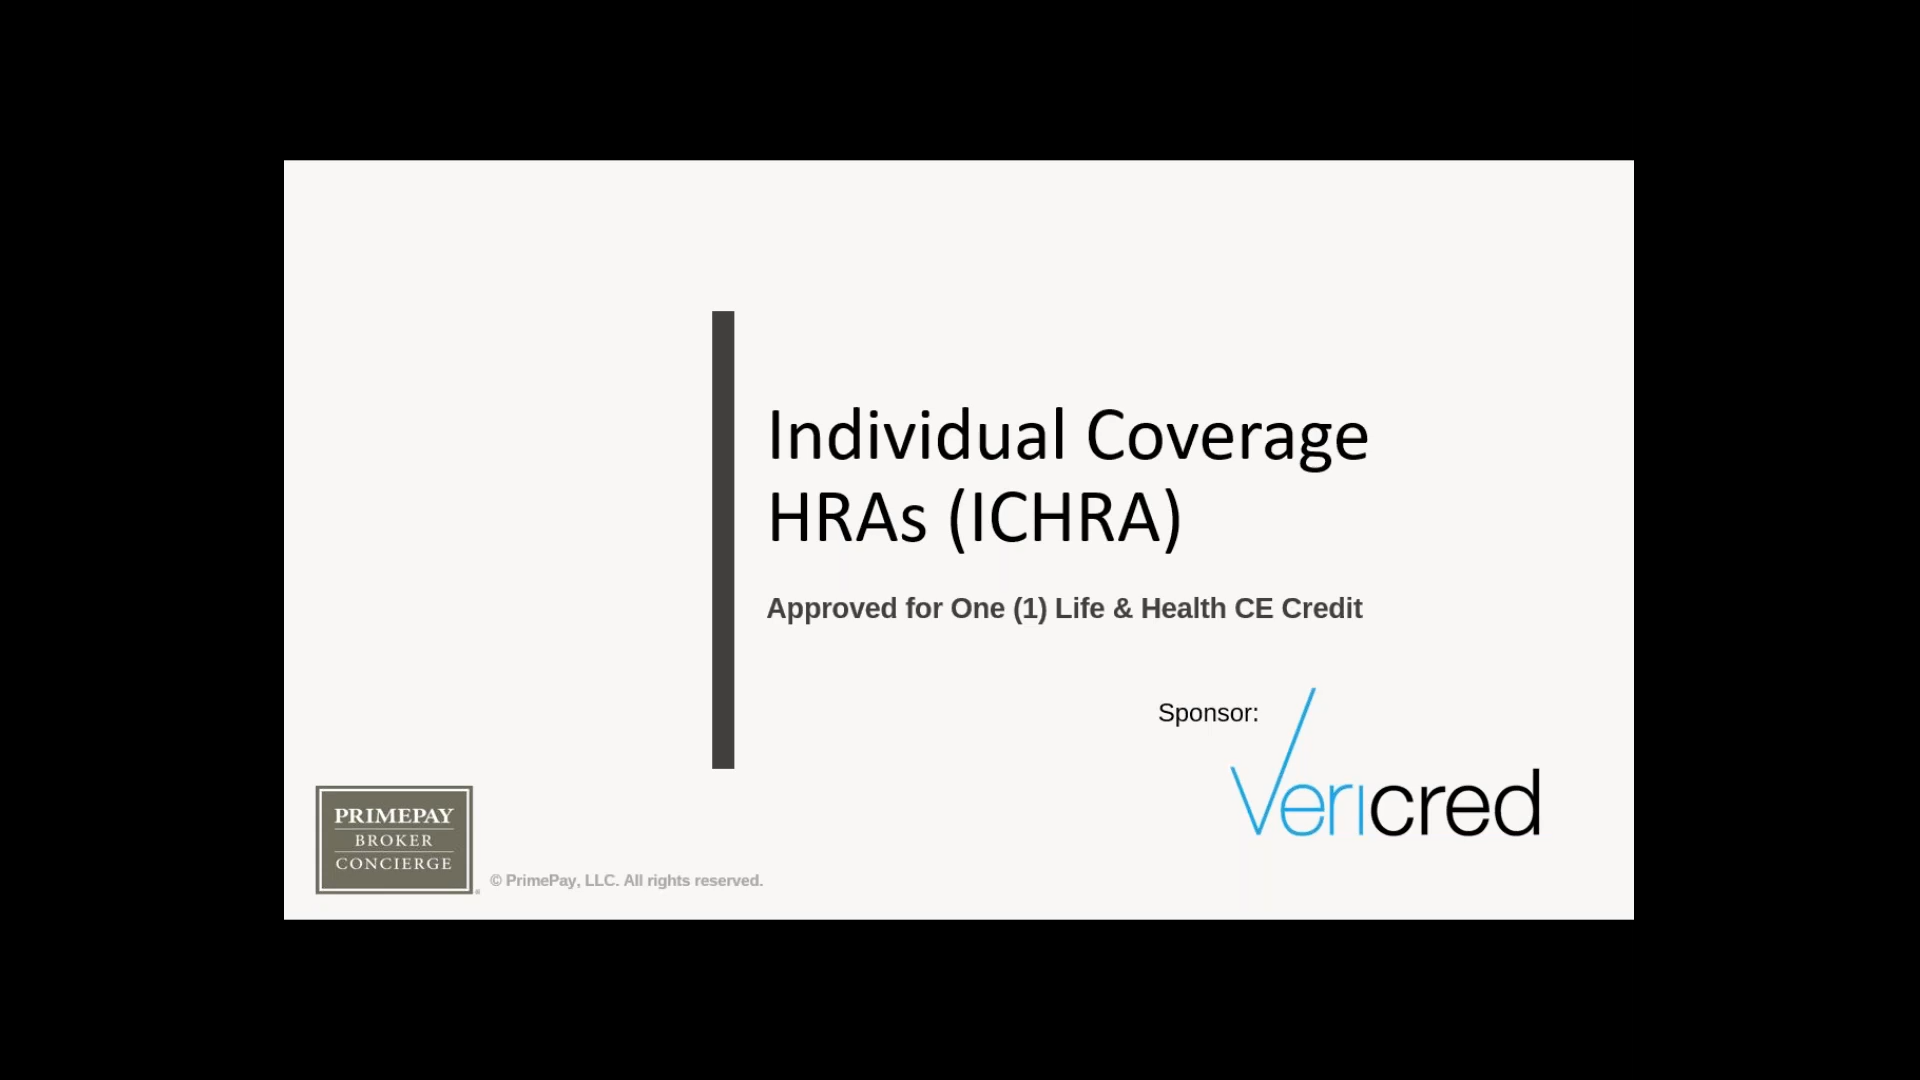 Individual Coverage
HRAs (ICHRA)
Approved for One (1) Life & Health CE Credit
Sponsor:
Vericred
PRIMEPAY
BROKER
CONCIERGE
© PrimePay, LLC. All rights reserved.